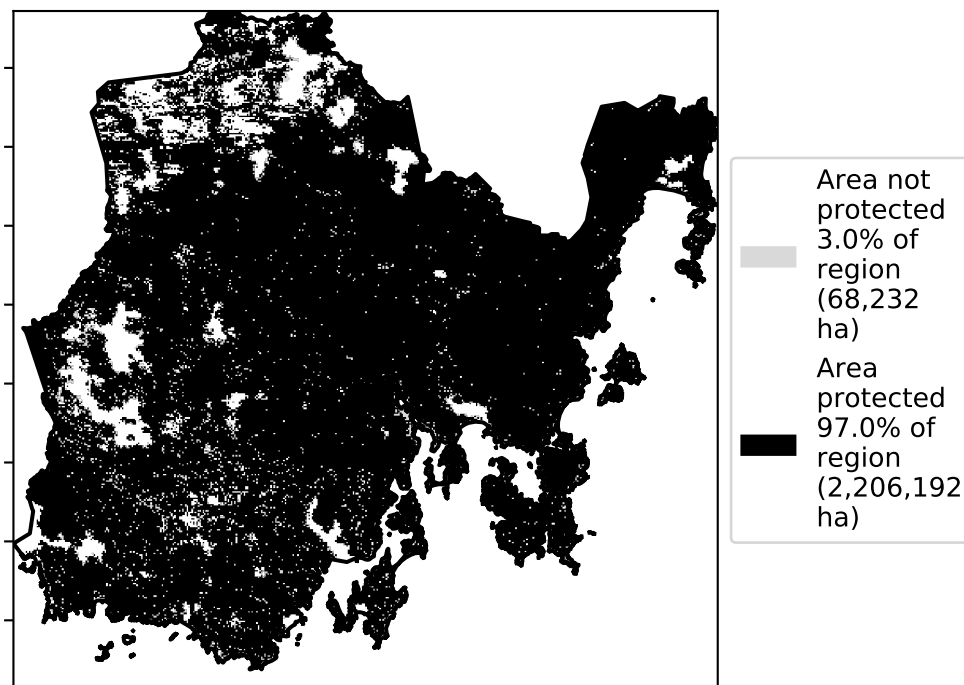 Area not
protected
3.0% of
region
(68,232
ha)
Area
protected
97.0% of
region
(2,206,192
ha)